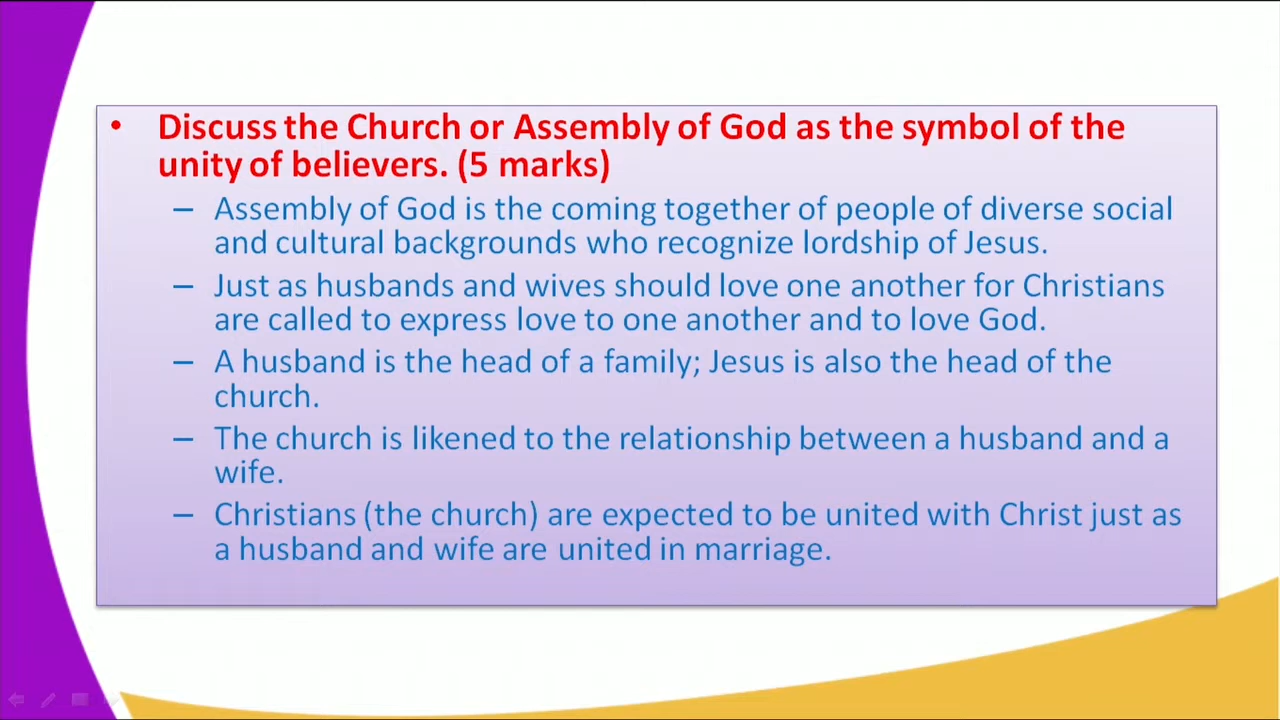 • Discuss the Church or Assembly of God as the symbol of the
unity of believers. (5 marks)
– Assembly of God is the coming together of people of diverse social
and cultural backgrounds who recognize lordship of Jesus.
– Just as husbands and wives should love one another for Christians
are called to express love to one another and to love God.
– A husband is the head of a family; Jesus is also the head of the
church.
– The church is likened to the relationship between a husband and a
wife.
– Christians (the church) are expected to be united with Christ just as
a husband and wife are united in marriage.